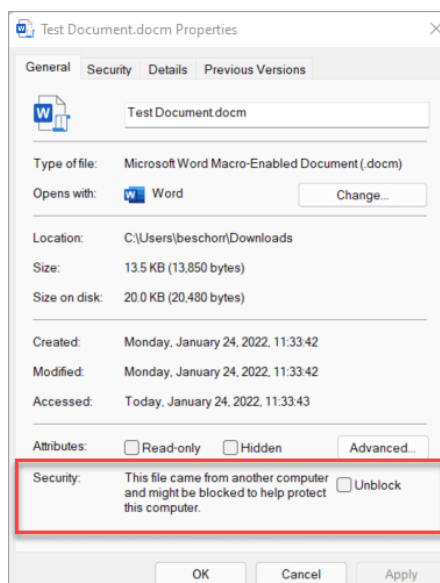 Test Document.docm Properties
General Security Details Previous Versions
Test Document.docm
Type of file: Microsoft Word Macro-Enabled Document (.docm)
Opens with: Word Change...
Location: C:\Users\beschorr\Downloads
Size: 13.5 KB (13,850 bytes)
Size on disk: 20.0 KB (20,480 bytes)
Created: Monday, January 24, 2022, 11:33:42
Modified: Monday, January 24, 2022, 11:33:42
Accessed: Today, January 24, 2022, 11:33:43
Attributes: Read-only Hidden Advanced...
Security: This file came from another computer Unblock
and might be blocked to help protect
this computer.
OK Cancel Apply